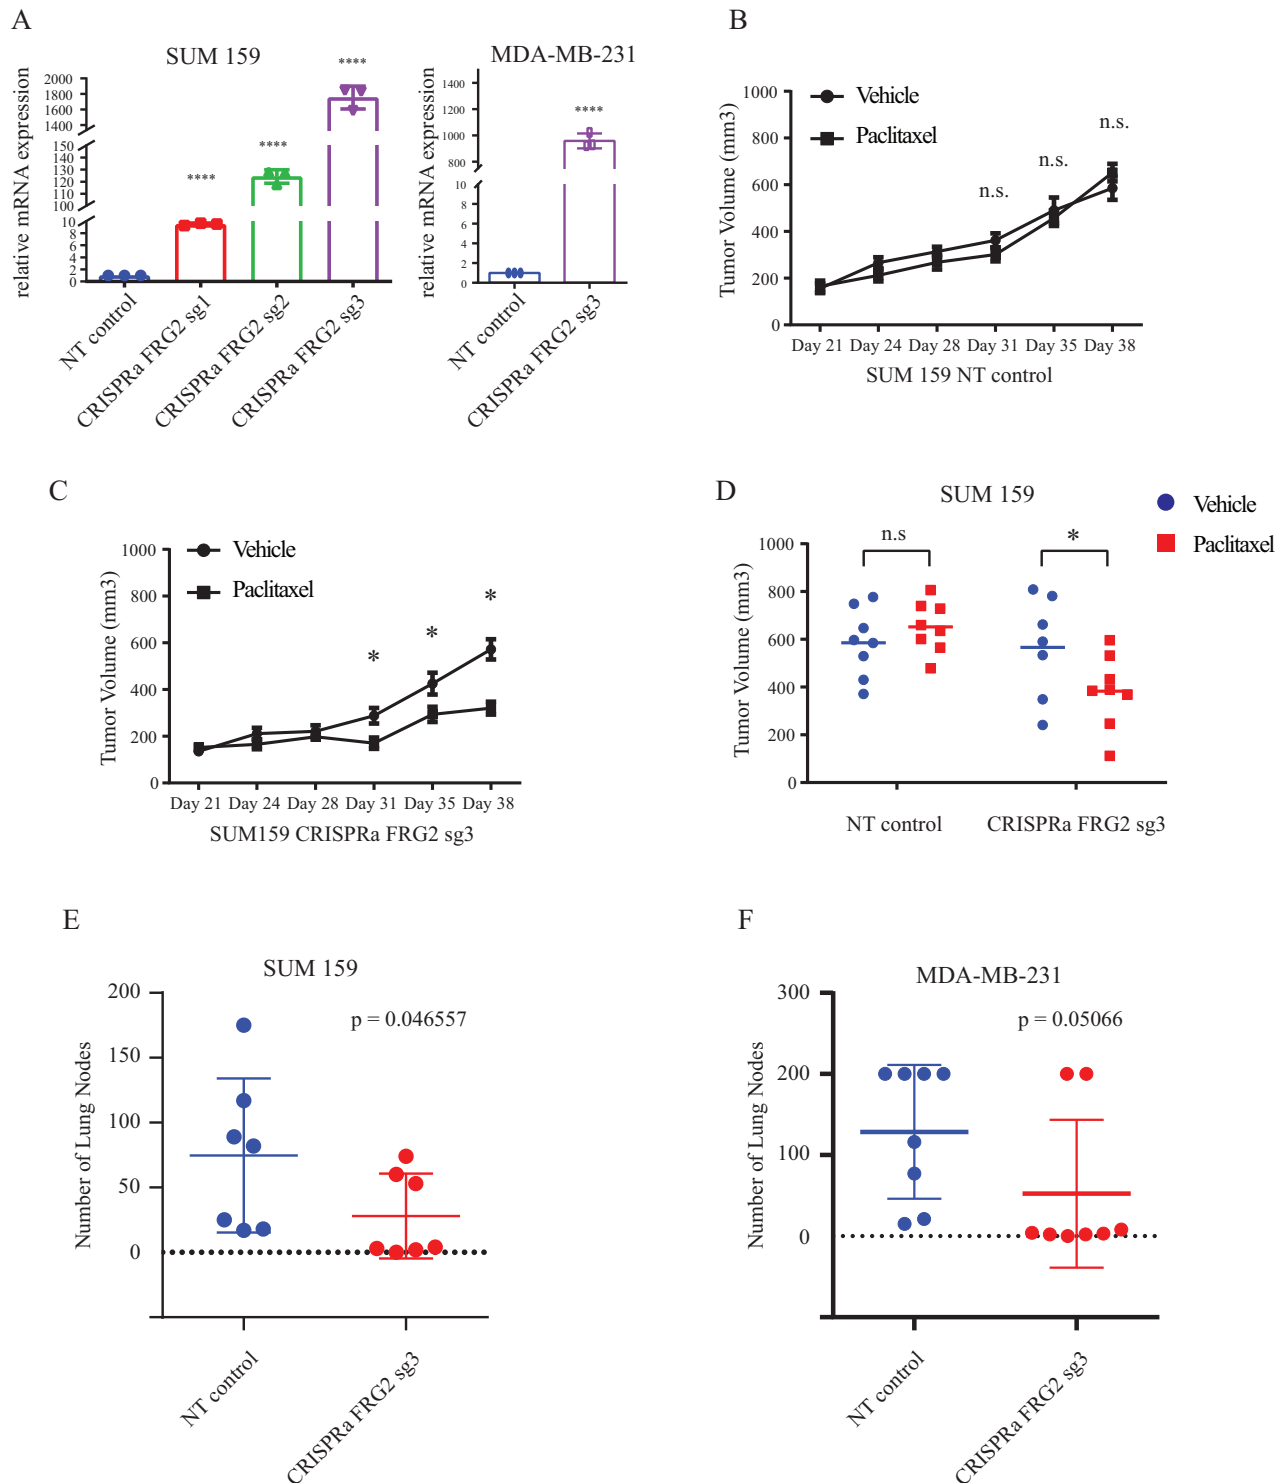 A
SUM 159
relative mRNA expression
2000
1800
1600
1400
150
140
130
120
110
100
10
8
6
4
2
0
****
****
****
NT control
CRISPRa FRG2 sg1
CRISPRa FRG2 sg2
CRISPRa FRG2 sg3
MDA-MB-231
relative mRNA expression
1400
1200
1000
800
10
8
6
4
2
0
****
NT control
CRISPRa FRG2 sg3
B
Tumor Volume (mm3)
1000
800
600
400
200
0
Vehicle
Paclitaxel
n.s.
n.s.
n.s.
Day 21 Day 24 Day 28 Day 31 Day 35 Day 38
SUM 159 NT control
C
Tumor Volume (mm3)
1000
800
600
400
200
0
Vehicle
Paclitaxel
*
*
*
Day 21 Day 24 Day 28 Day 31 Day 35 Day 38
SUM159 CRISPRa FRG2 sg3
D
SUM 159
Vehicle
Paclitaxel
Tumor Volume (mm3)
1000
800
600
400
200
0
n.s
*
NT control
CRISPRa FRG2 sg3
E
SUM 159
p = 0.046557
Number of Lung Nodes
200
150
100
50
0
NT control
CRISPRa FRG2 sg3
F
MDA-MB-231
p = 0.05066
Number of Lung Nodes
300
200
100
0
NT control
CRISPRa FRG2 sg3